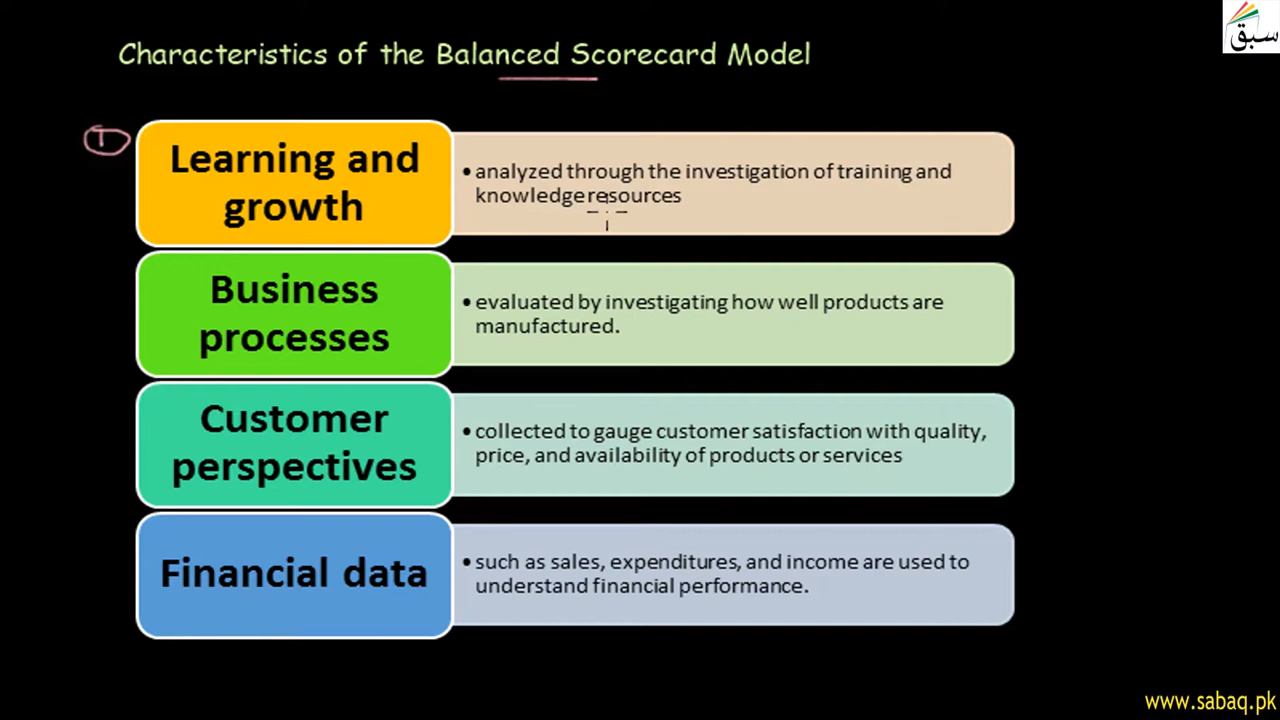 Characteristics of the Balanced Scorecard Model
سبق
1
Learning and
growth
• analyzed through the investigation of training and
knowledge resources
Business
processes
• evaluated by investigating how well products are
manufactured.
Customer
perspectives
• collected to gauge customer satisfaction with quality,
price, and availability of products or services
Financial data
• such as sales, expenditures, and income are used to
understand financial performance.
www.sabaq.pk